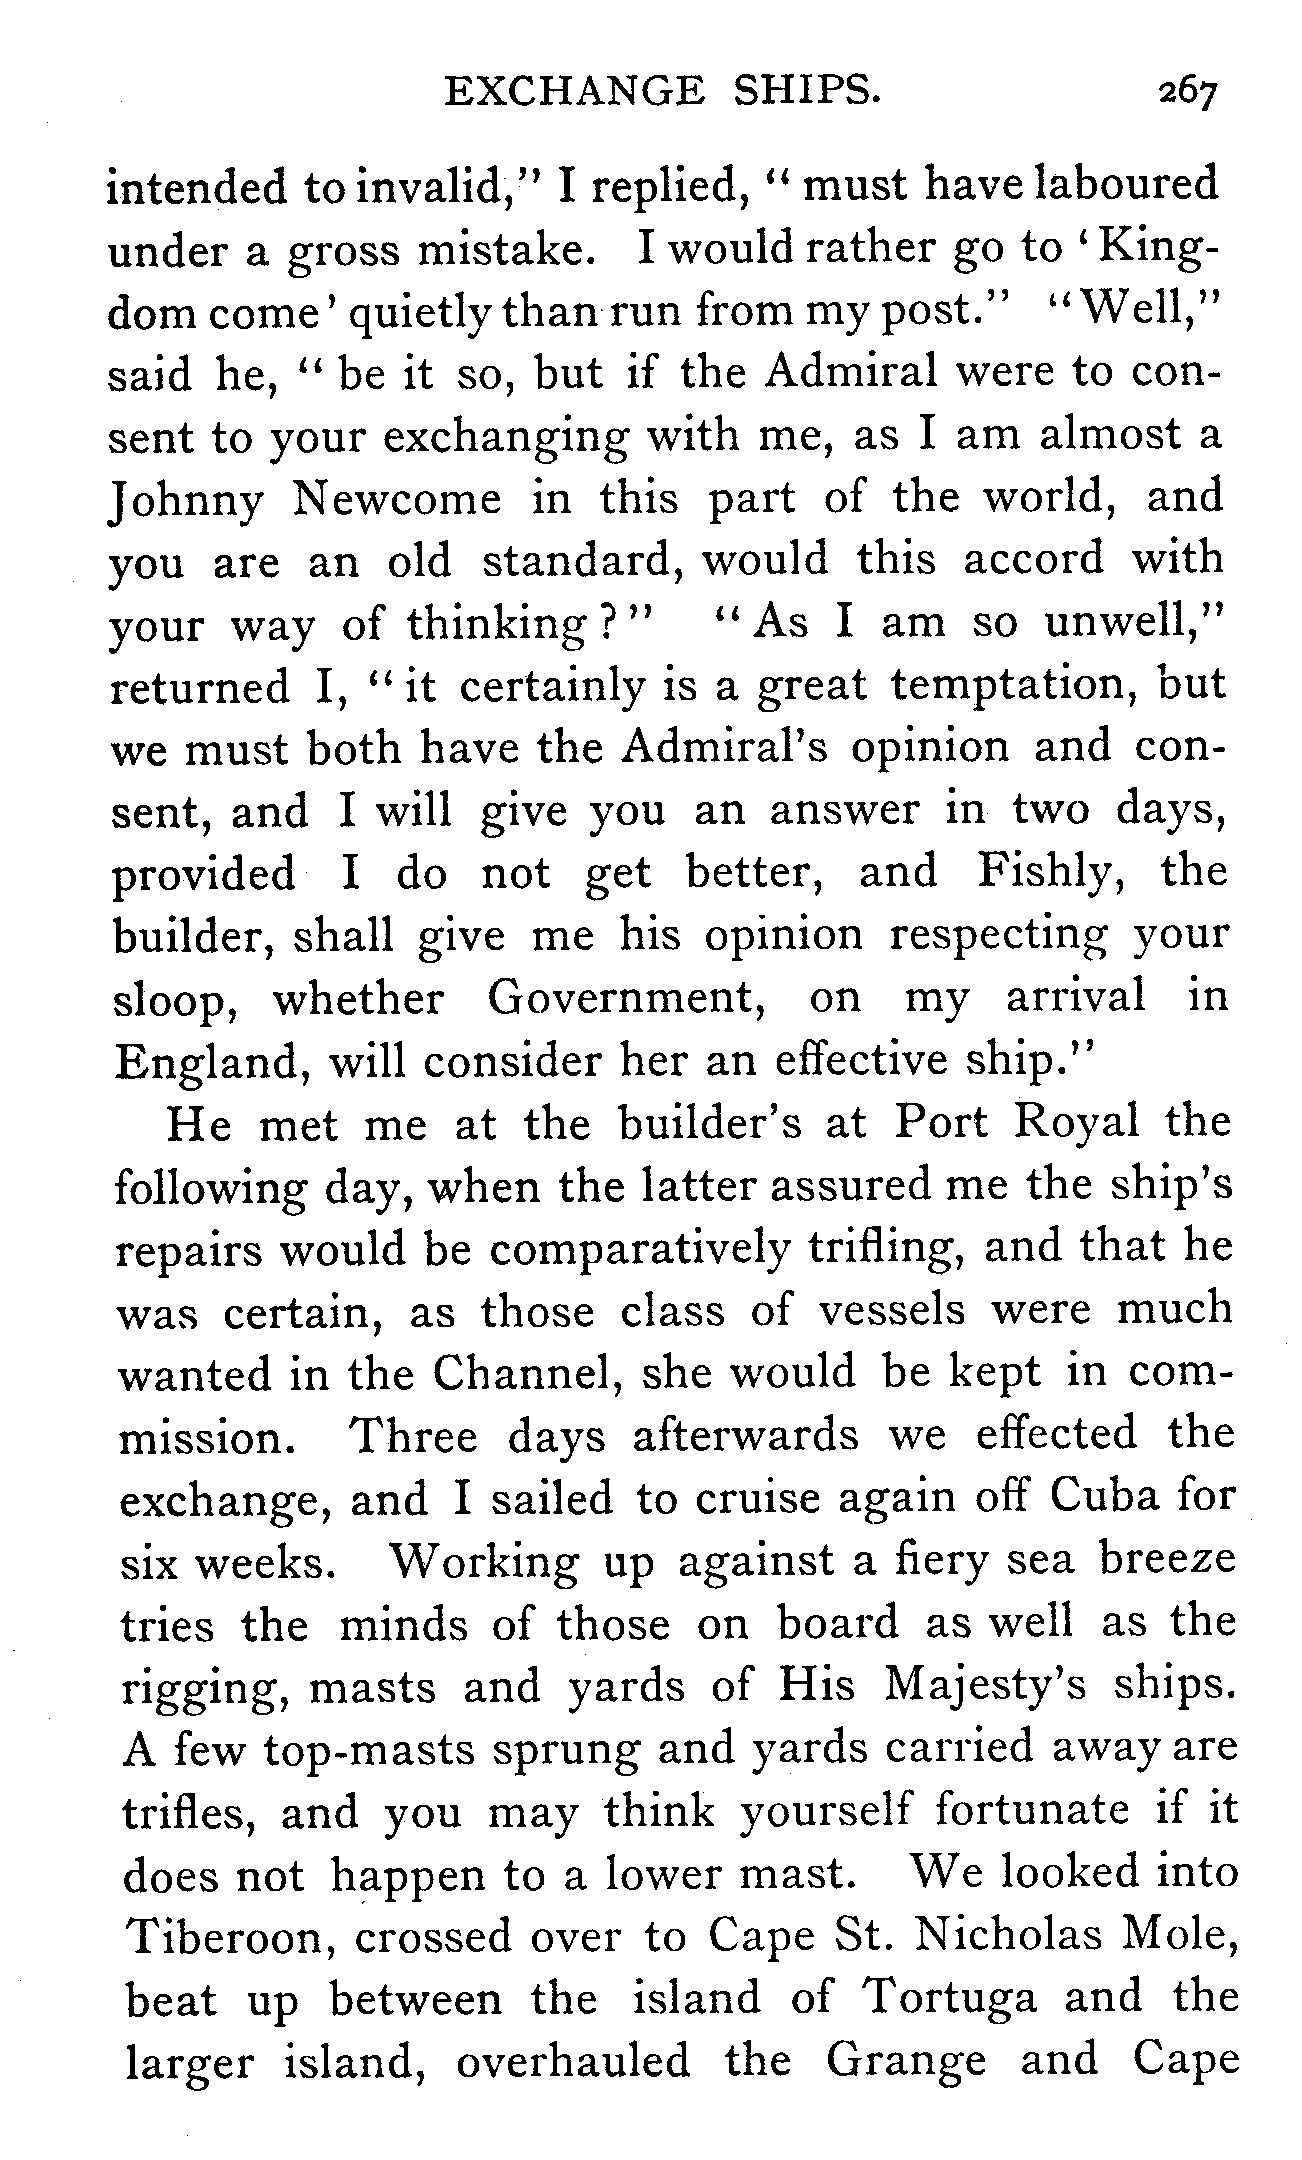 EXCHANGE SHIPS. 267
intended to invalid," I replied, " must have laboured
under a gross mistake. I would rather go to ' King-
dom come ' quietly than run from my post." "Well,"
said he, " be it so, but if the Admiral were to con-
sent to your exchanging with me, as I am almost a
Johnny Newcome in this part of the world, and
you are an old standard, would this accord with
your way of thinking ? " " As I am so unwell,"
returned I, " it certainly is a great temptation, but
we must both have the Admiral's opinion and con-
sent, and I will give you an answer in two days,
provided I do not get better, and Fishly, the
builder, shall give me his opinion respecting your
sloop, whether Government, on my arrival in
England, will consider her an effective ship."
He met me at the builder's at Port Royal the
following day, when the latter assured me the ship's
repairs would be comparatively trifling, and that he
was certain, as those class of vessels were much
wanted in the Channel, she would be kept in com-
mission. Three days afterwards we effected the
exchange, and I sailed to cruise again off Cuba for
six weeks. Working up against a fiery sea breeze
tries the minds of those on board as well as the
rigging, masts and yards of His Majesty's ships.
A few top-masts sprung and yards carried away are
trifles, and you may think yourself fortunate if it
does not happen to a lower mast. We looked into
Tiberoon, crossed over to Cape St. Nicholas Mole,
beat up between the island of Tortuga and the
larger island, overhauled the Grange and Cape